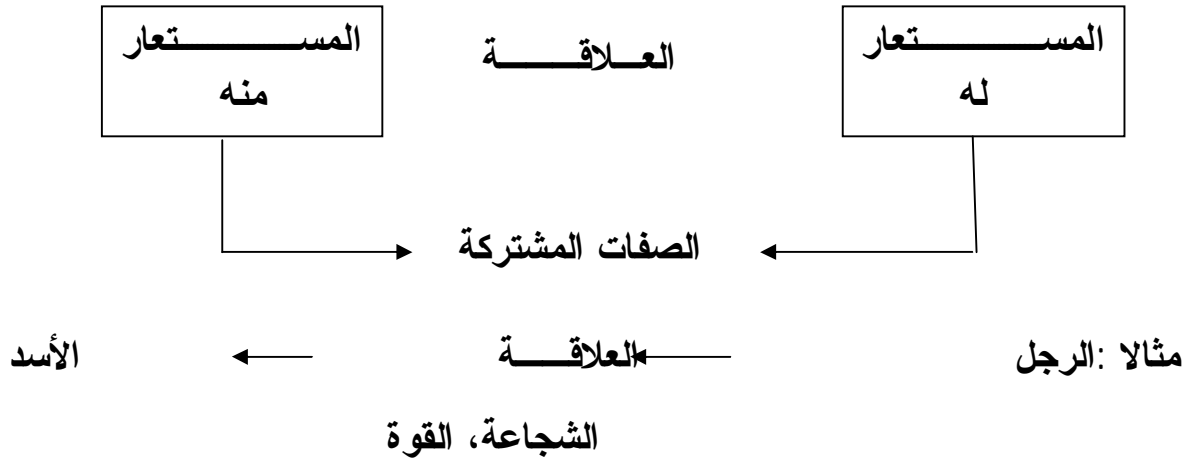 المستعار
له
العلاقة
المستعار
منه
الصفات المشتركة
مثالا :الرجل العلاقة الأسد
الشجاعة، القوة